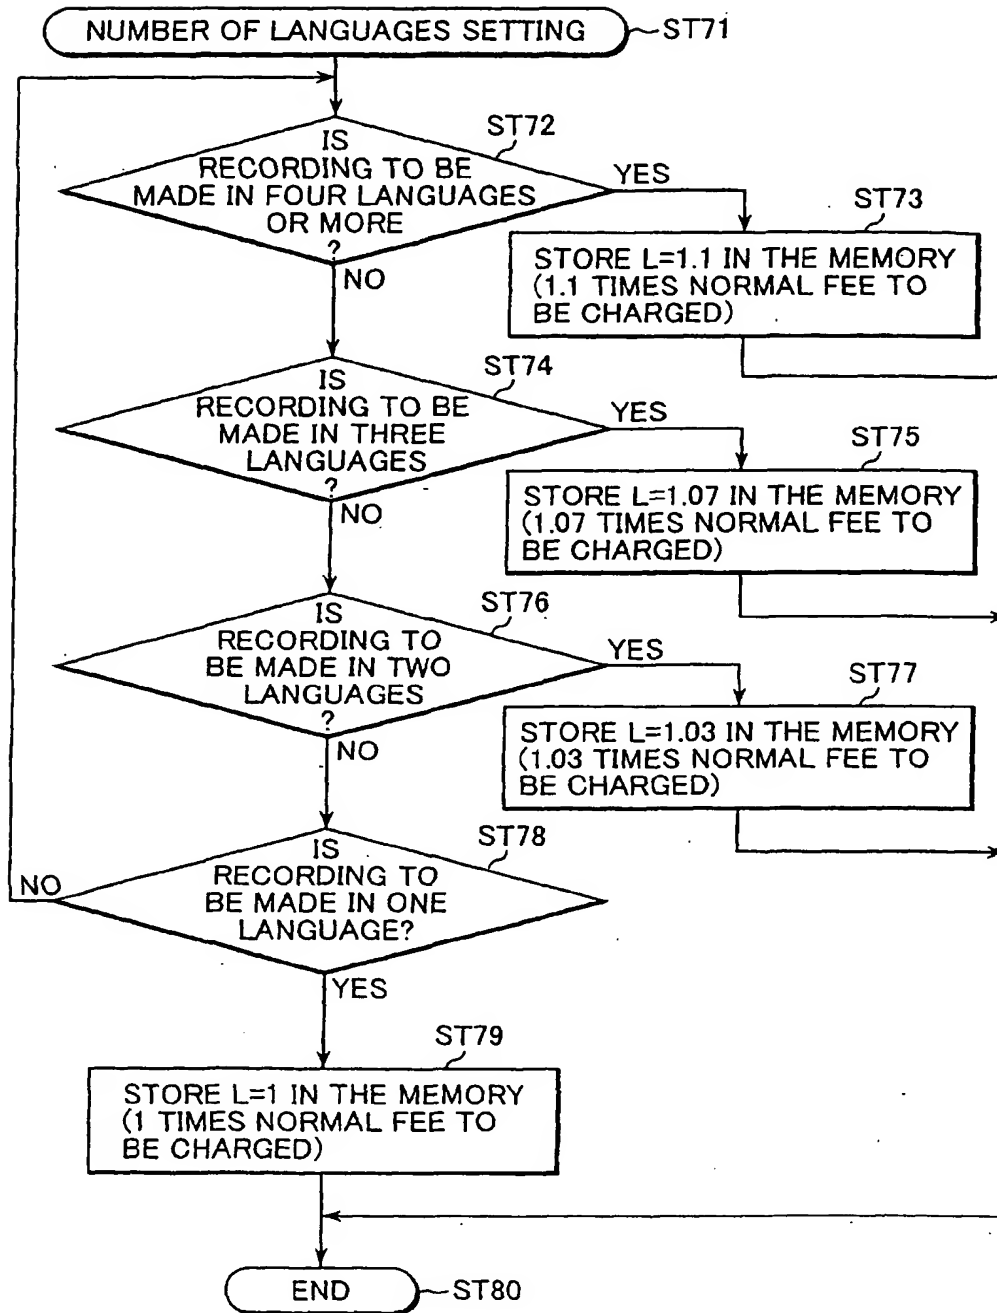 NUMBER OF LANGUAGES SETTING
ST71
ST72
IS
RECORDING TO BE
MADE IN FOUR LANGUAGES
OR MORE
?
YES
NO
ST73
STORE L=1.1 IN THE MEMORY
(1.1 TIMES NORMAL FEE TO
BE CHARGED)
ST74
IS
RECORDING TO BE
MADE IN THREE
LANGUAGES
?
YES
NO
ST75
STORE L=1.07 IN THE MEMORY
(1.07 TIMES NORMAL FEE TO
BE CHARGED)
ST76
IS
RECORDING TO
BE MADE IN TWO
LANGUAGES
?
YES
NO
ST77
STORE L=1.03 IN THE MEMORY
(1.03 TIMES NORMAL FEE TO
BE CHARGED)
ST78
IS
RECORDING TO
BE MADE IN ONE
LANGUAGE?
NO
YES
ST79
STORE L=1 IN THE MEMORY
(1 TIMES NORMAL FEE TO
BE CHARGED)
END
ST80